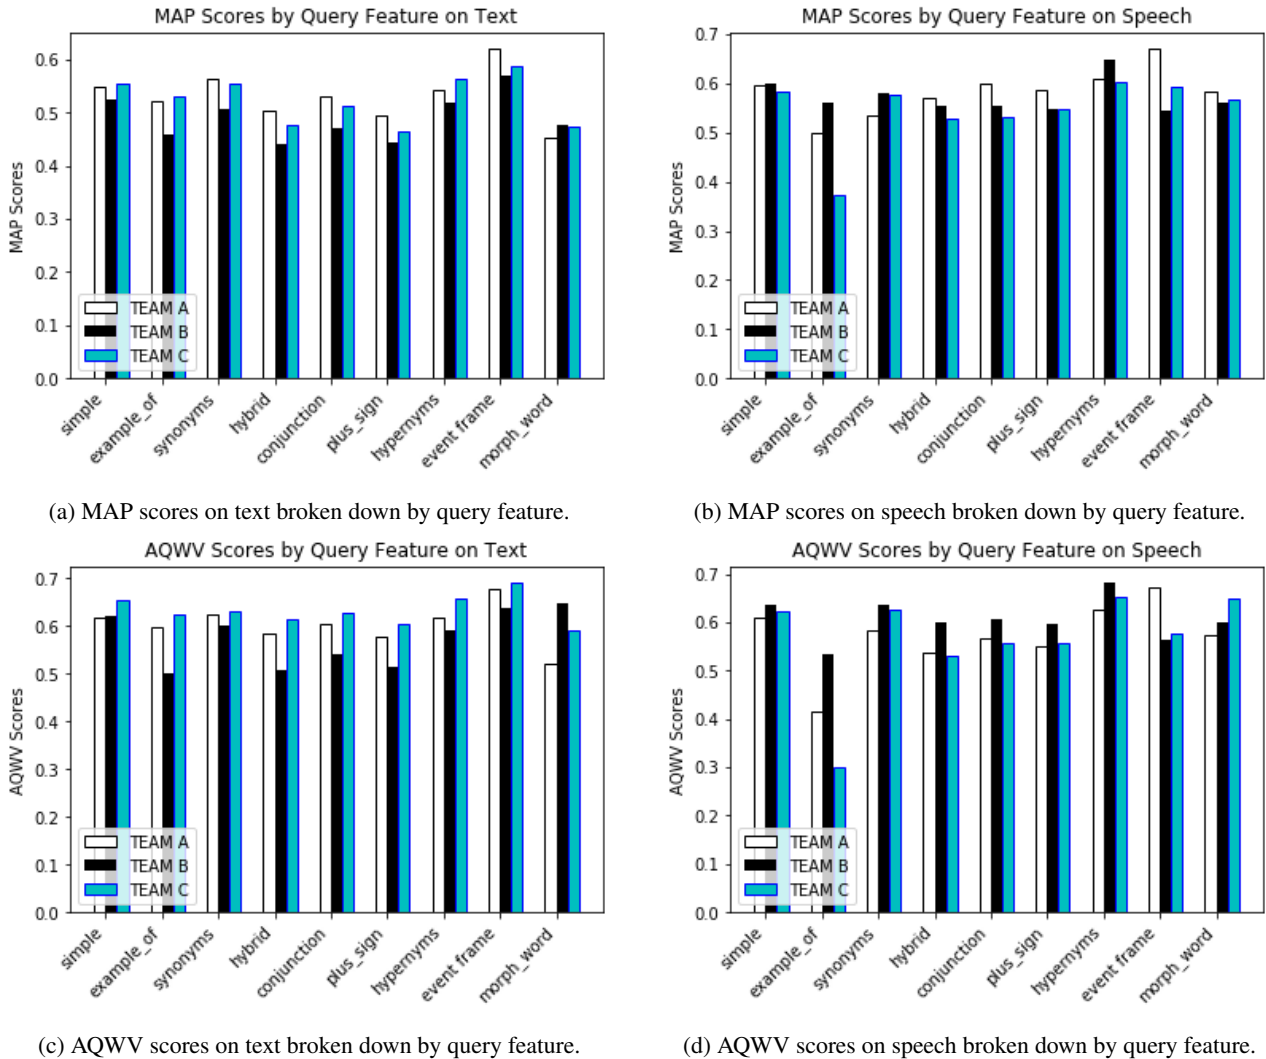 MAP Scores by Query Feature on Text
MAP Scores
0.6
0.5
0.4
0.3
0.2
0.1
0.0
TEAM A
TEAM B
TEAM C
simple
example_of
synonyms
hybrid
conjunction
plus_sign
hypernyms
event frame
morph_word
(a) MAP scores on text broken down by query feature.
MAP Scores by Query Feature on Speech
MAP Scores
0.7
0.6
0.5
0.4
0.3
0.2
0.1
0.0
TEAM A
TEAM B
TEAM C
simple
example_of
synonyms
hybrid
conjunction
plus_sign
hypernyms
event frame
morph_word
(b) MAP scores on speech broken down by query feature.
AQWV Scores by Query Feature on Text
AQWV Scores
0.7
0.6
0.5
0.4
0.3
0.2
0.1
0.0
TEAM A
TEAM B
TEAM C
simple
example_of
synonyms
hybrid
conjunction
plus_sign
hypernyms
event frame
morph_word
(c) AQWV scores on text broken down by query feature.
AQWV Scores by Query Feature on Speech
AQWV Scores
0.7
0.6
0.5
0.4
0.3
0.2
0.1
0.0
TEAM A
TEAM B
TEAM C
simple
example_of
synonyms
hybrid
conjunction
plus_sign
hypernyms
event frame
morph_word
(d) AQWV scores on speech broken down by query feature.